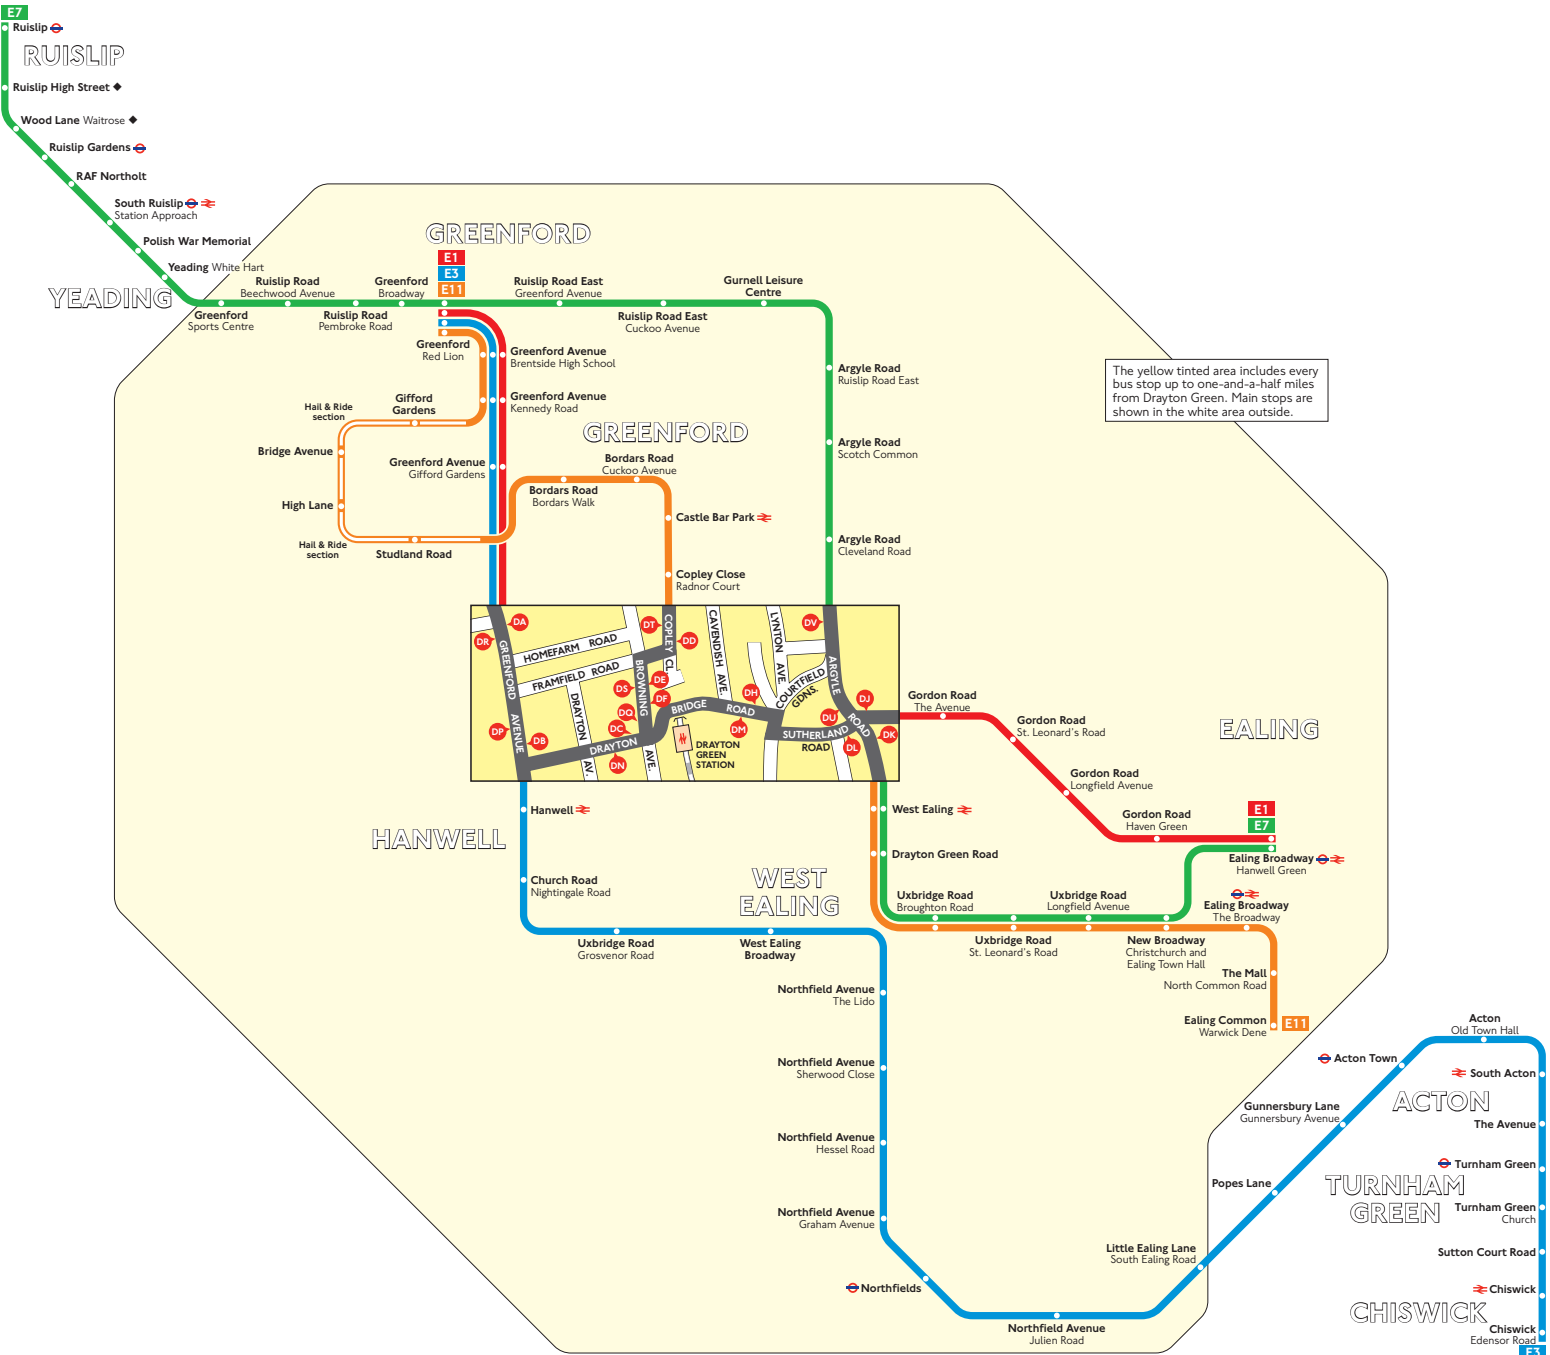 E7
Ruislip
RUISLIP
Ruislip High Street
Wood Lane Waitrose
Ruislip Gardens
RAF Northolt
South Ruislip
Station Approach
Polish War Memorial
Yeading White Hart
YEADING
GREENFORD
E1
E3
E11
Greenford
Sports Centre
Ruislip Road
Beechwood Avenue
Ruislip Road
Pembroke Road
Greenford
Broadway
Greenford
Red Lion
Ruislip Road East
Greenford Avenue
Ruislip Road East
Cuckoo Avenue
Gurnell Leisure
Centre
Greenford Avenue
Brentside High School
Greenford Avenue
Kennedy Road
Argyle Road
Ruislip Road East
The yellow tinted area includes every
bus stop up to one-and-a-half miles
from Drayton Green. Main stops are
shown in the white area outside.
Hail & Ride
section
Gifford
Gardens
GREENFORD
Bridge Avenue
Greenford Avenue
Gifford Gardens
Bordars Road
Cuckoo Avenue
Bordars Road
Bordars Walk
Argyle Road
Scotch Common
High Lane
Hail & Ride
section
Studland Road
Castle Bar Park
Argyle Road
Cleveland Road
Copley Close
Radnor Court
DA
DR
DT
DD
DV
DE
DS
DF
DO
DC
DH
DM
DJ
DU
DK
DL
DP
DB
DN
GREENFORD AVENUE
HOMEFARM ROAD
FRAMFIELD ROAD
DRAYTON AV.
BROWNING AVE.
COPLEY CL.
CAVENDISH AVE.
LYNTON AVE.
COURTFIELD
GDNS.
ARGYLE ROAD
DRAYTON BRIDGE ROAD
SUTHERLAND
ROAD
DRAYTON
GREEN
STATION
Gordon Road
The Avenue
Gordon Road
St. Leonard's Road
Gordon Road
Longfield Avenue
Gordon Road
Haven Green
EALING
E1
E7
Ealing Broadway
Hanwell Green
Hanwell
HANWELL
Church Road
Nightingale Road
West Ealing
Drayton Green Road
WEST
EALING
Uxbridge Road
Broughton Road
Uxbridge Road
Longfield Avenue
Ealing Broadway
The Broadway
Uxbridge Road
Grosvenor Road
West Ealing
Broadway
Uxbridge Road
St. Leonard's Road
New Broadway
Christchurch and
Ealing Town Hall
The Mall
North Common Road
Ealing Common
Warwick Dene
E11
Northfield Avenue
The Lido
Northfield Avenue
Sherwood Close
Northfield Avenue
Hessel Road
Northfield Avenue
Graham Avenue
Northfields
Northfield Avenue
Julien Road
Little Ealing Lane
South Ealing Road
Popes Lane
Gunnersbury Lane
Gunnersbury Avenue
Acton Town
Acton
Old Town Hall
South Acton
ACTON
The Avenue
Turnham Green
TURNHAM
GREEN
Turnham Green
Church
Sutton Court Road
Chiswick
CHISWICK
Chiswick
Edensor Road
E3